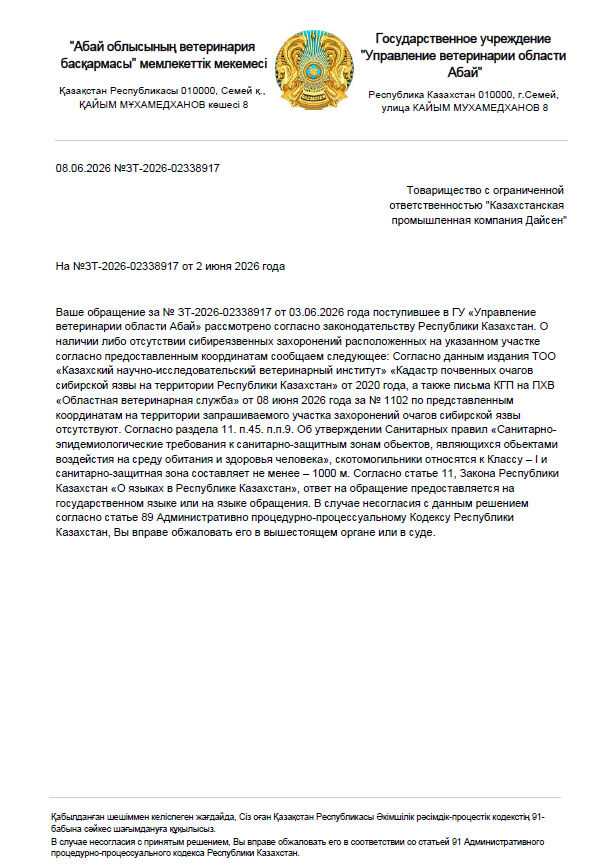 "Абай облысының ветеринария
басқармасы" мемлекеттік мекемесі
Қазақстан Республикасы 010000, Семей қ.,
ҚАЙЫМ МҰХАМЕДХАНОВ көшесі 8
Государственное учреждение
"Управление ветеринарии области
Абай"
Республика Казахстан 010000, г.Семей,
улица КАЙЫМ МУХАМЕДХАНОВ 8
08.06.2026 №ЗТ-2026-02338917
Товарищество с ограниченной
ответственностью "Казахстанская
промышленная компания Дайсен"
На №ЗТ-2026-02338917 от 2 июня 2026 года
Ваше обращение за № ЗТ-2026-02338917 от 03.06.2026 года поступившее в ГУ «Управление
ветеринарии области Абай» рассмотрено согласно законодательству Республики Казахстан. О
наличии либо отсутствии сибиреязвенных захоронений расположенных на указанном участке
согласно предоставленным координатам сообщаем следующее: Согласно данным издания ТОО
«Казахский научно-исследовательский ветеринарный институт» «Кадастр почвенных очагов
сибирской язвы на территории Республики Казахстан» от 2020 года, а также письма КГП на ПХВ
«Областная ветеринарная служба» от 08 июня 2026 года за № 1102 по представленным
координатам на территории запрашиваемого участка захоронений очагов сибирской язвы
отсутствуют. Согласно раздела 11. п.45. п.п.9. Об утверждении Санитарных правил «Санитарно-
эпидемиологические требования к санитарно-защитным зонам обьектов, являющихся обьектами
воздейстия на среду обитания и здоровья человека», скотомогильники относятся к Классу – I и
санитарно-защитная зона составляет не менее – 1000 м. Согласно статье 11, Закона Республики
Казахстан «О языках в Республике Казахстан», ответ на обращение предоставляется на
государственном языке или на языке обращения. В случае несогласия с данным решением
согласно статье 89 Административно процедурно-процессуальному Кодексу Республики
Казахстан, Вы вправе обжаловать его в вышестоящем органе или в суде.
Қабылданған шешіммен келіспеген жағдайда, Сіз оған Қазақстан Республикасы Әкімшілік рәсімдік-процестік кодекстің 91-
бабына сәйкес шағымдануға құқылысыз.
В случае несогласия с принятым решением, Вы вправе обжаловать его в соответствии со статьей 91 Административного
процедурно-процессуального кодекса Республики Казахстан.